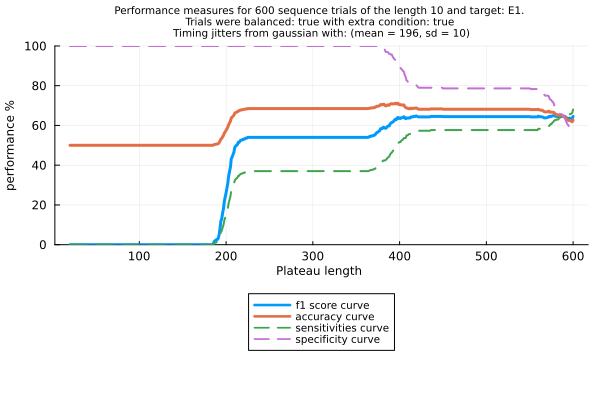 Performance measures for 600 sequence trials of the length 10 and target: E1.
Trials were balanced: true with extra condition: true
Timing jitters from gaussian with: (mean = 196, sd = 10)
100
80
60
40
20
0
performance %
100 200 300 400 500 600
Plateau length
f1 score curve
accuracy curve
sensitivities curve
specificity curve